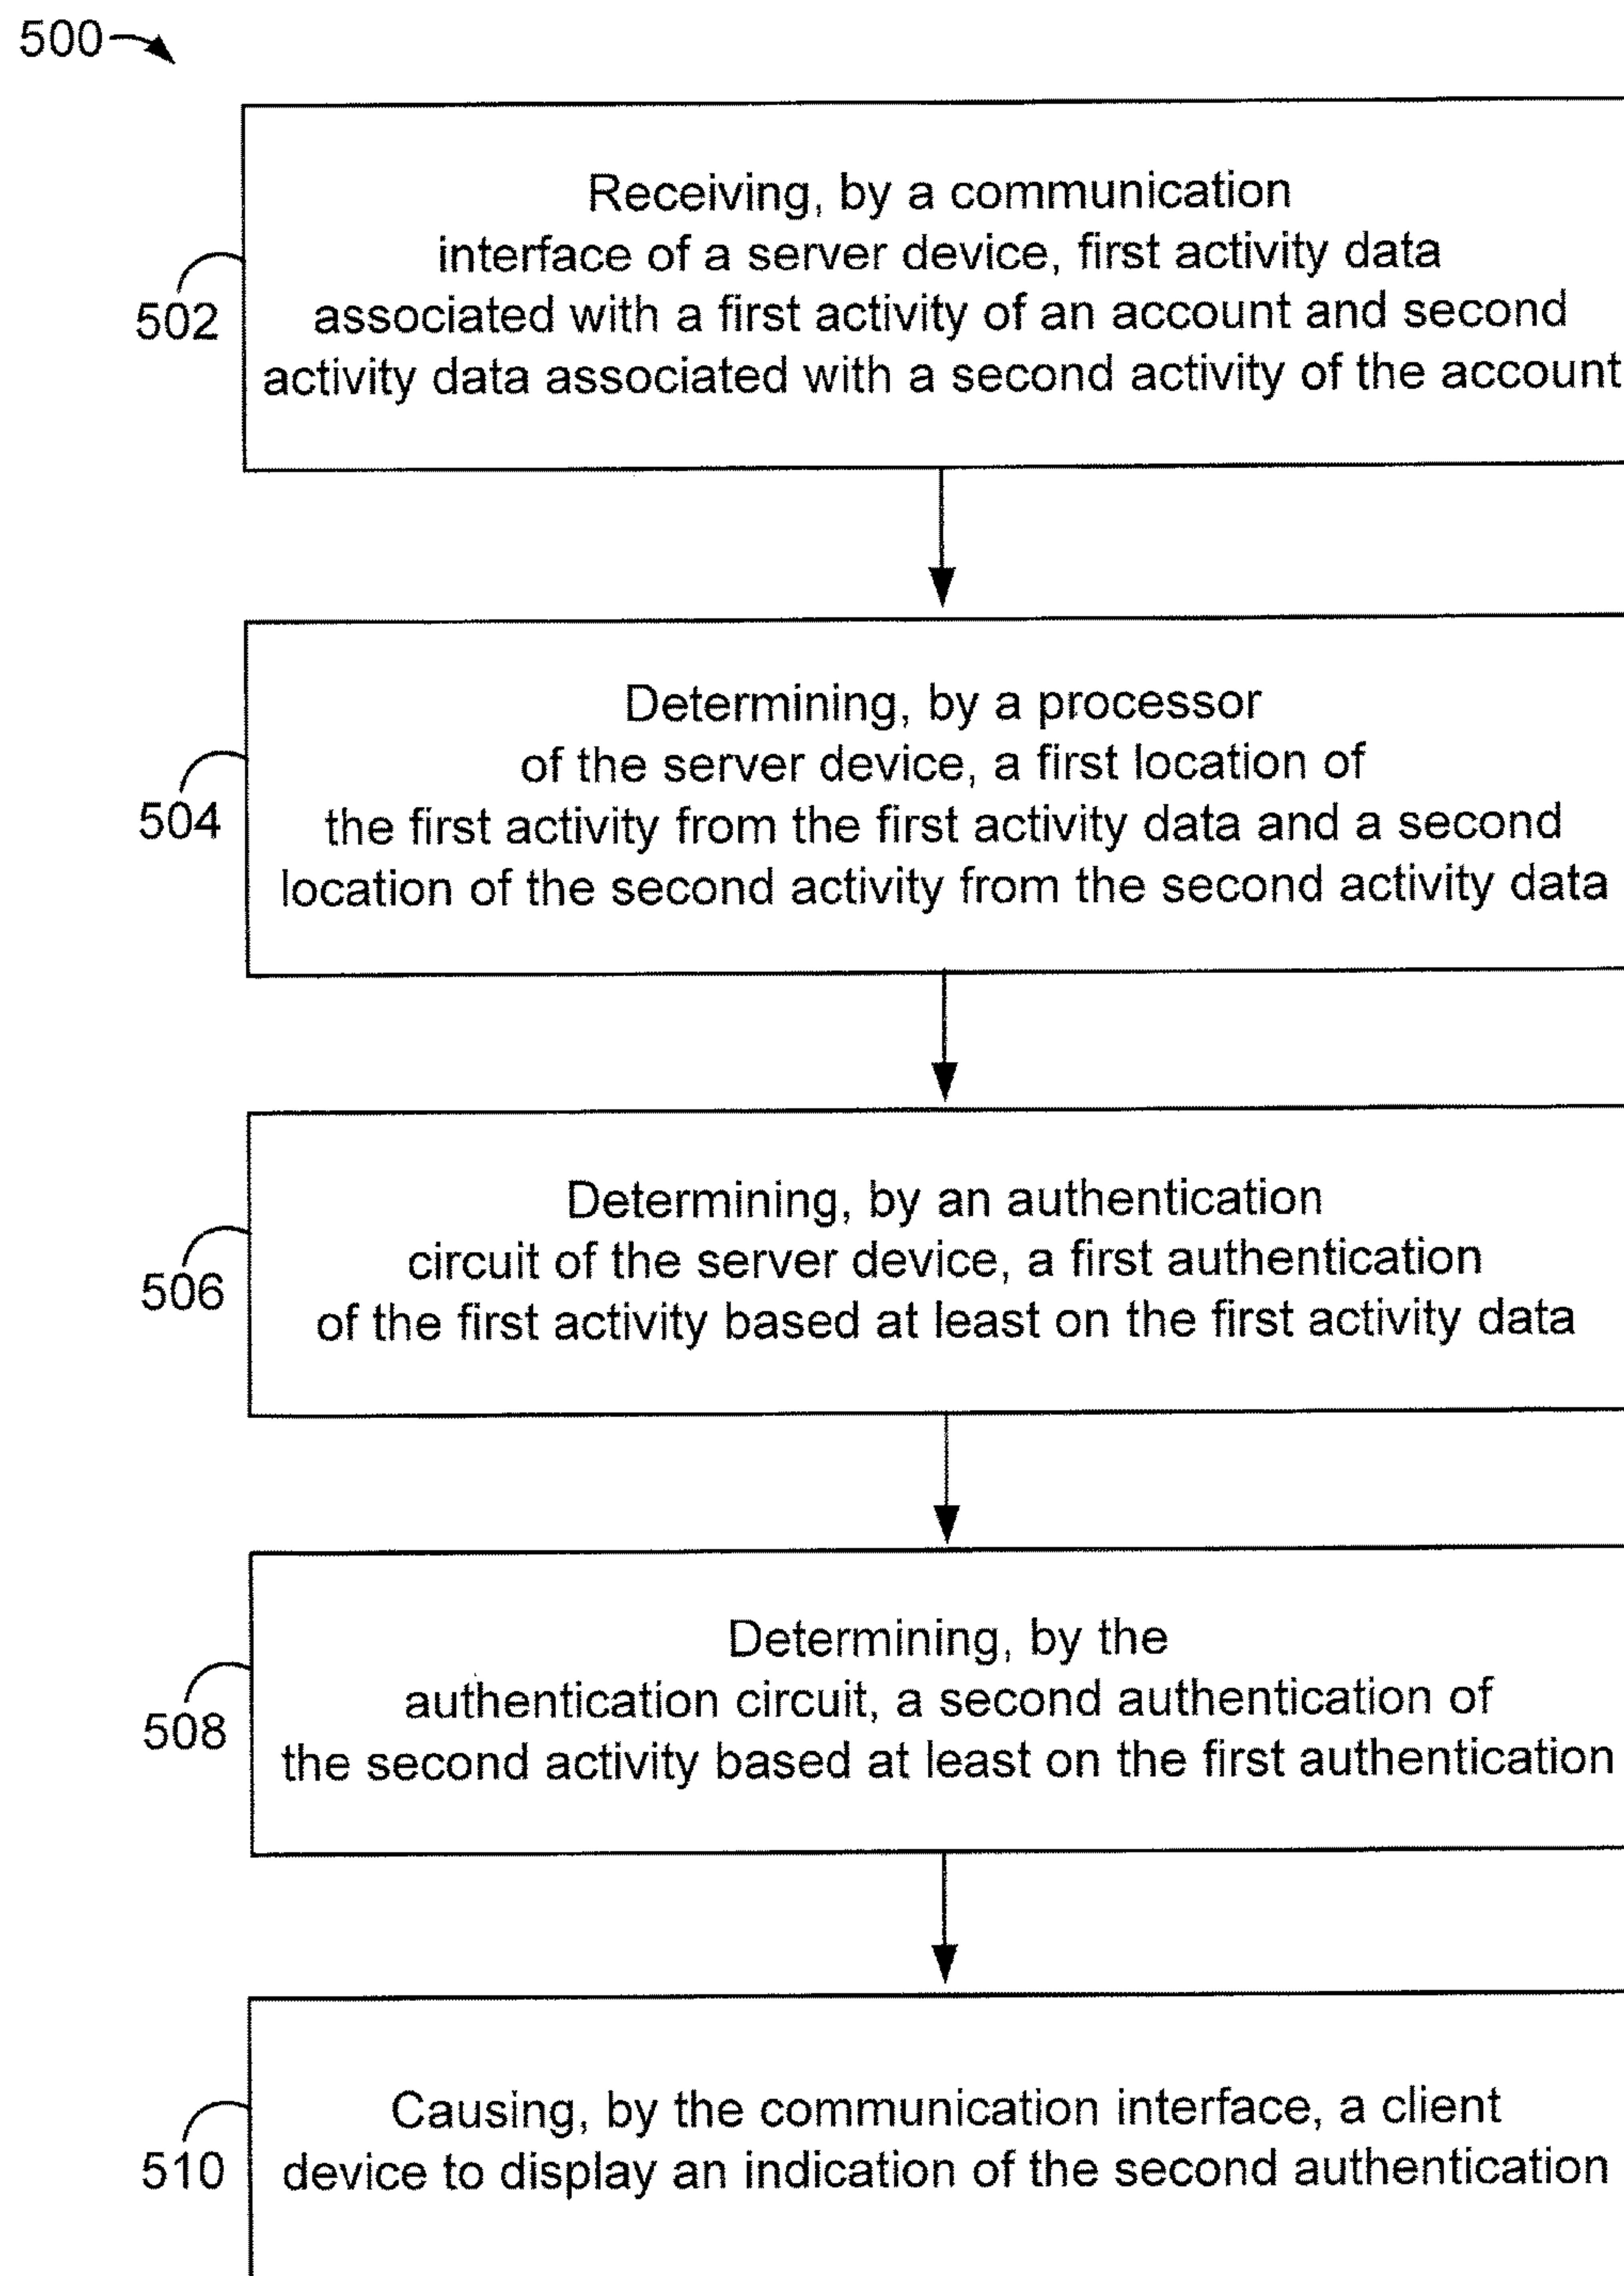 500
Receiving, by a communication
interface of a server device, first activity data
associated with a first activity of an account and second
activity data associated with a second activity of the account
502
Determining, by a processor
of the server device, a first location of
the first activity from the first activity data and a second
location of the second activity from the second activity data
504
Determining, by an authentication
circuit of the server device, a first authentication
of the first activity based at least on the first activity data
506
Determining, by the
authentication circuit, a second authentication of
the second activity based at least on the first authentication
508
Causing, by the communication interface, a client
device to display an indication of the second authentication
510